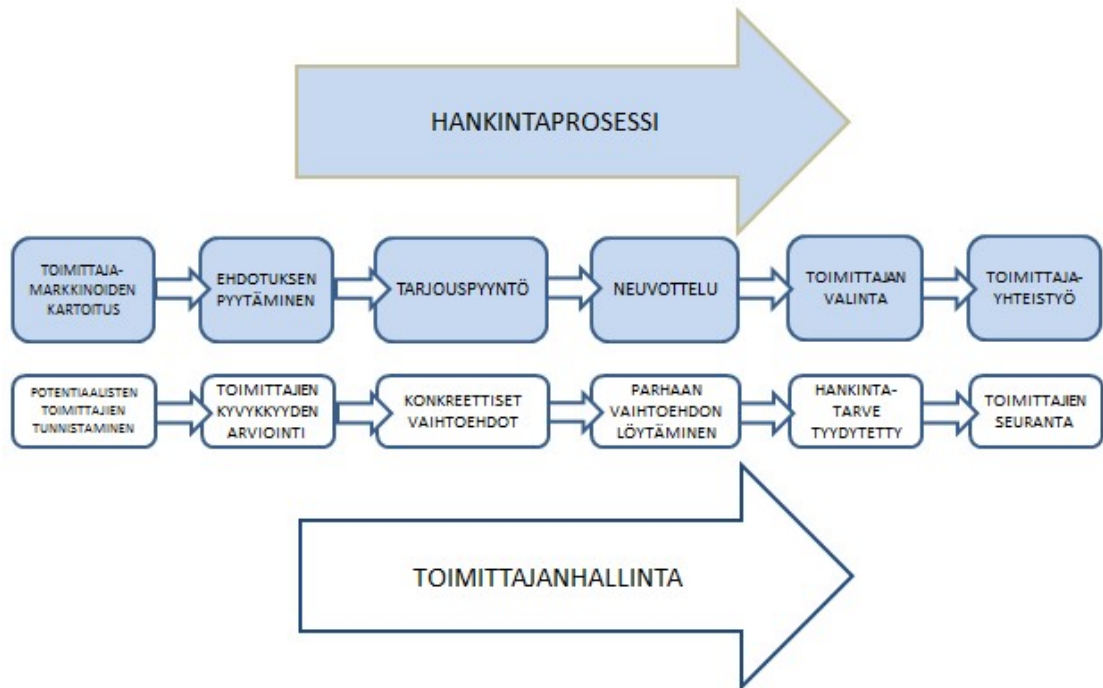 HANKINTAPROSESSI
TOIMITTAJA-
MARKKINOIDEN
KARTOITUS
EHDOTUKSEN
PYYTÄMINEN
TARJOUSPYYNTÖ
NEUVOTTELU
TOIMITTAJAN
VALINTA
TOIMITTAJA-
YHTEISTYÖ
POTENTIAALISTEN
TOIMITTAJIEN
TUNNISTAMINEN
TOIMITTAJIEN
KYVYKKYYDEN
ARVIOINTI
KONKREETTISET
VAIHTOEHDOT
PARHAAN
VAIHTOEHDON
LÖYTÄMINEN
HANKINTA-
TARVE
TYYDYTETTY
TOIMITTAJIEN
SEURANTA
TOIMITTAJANHALLINTA